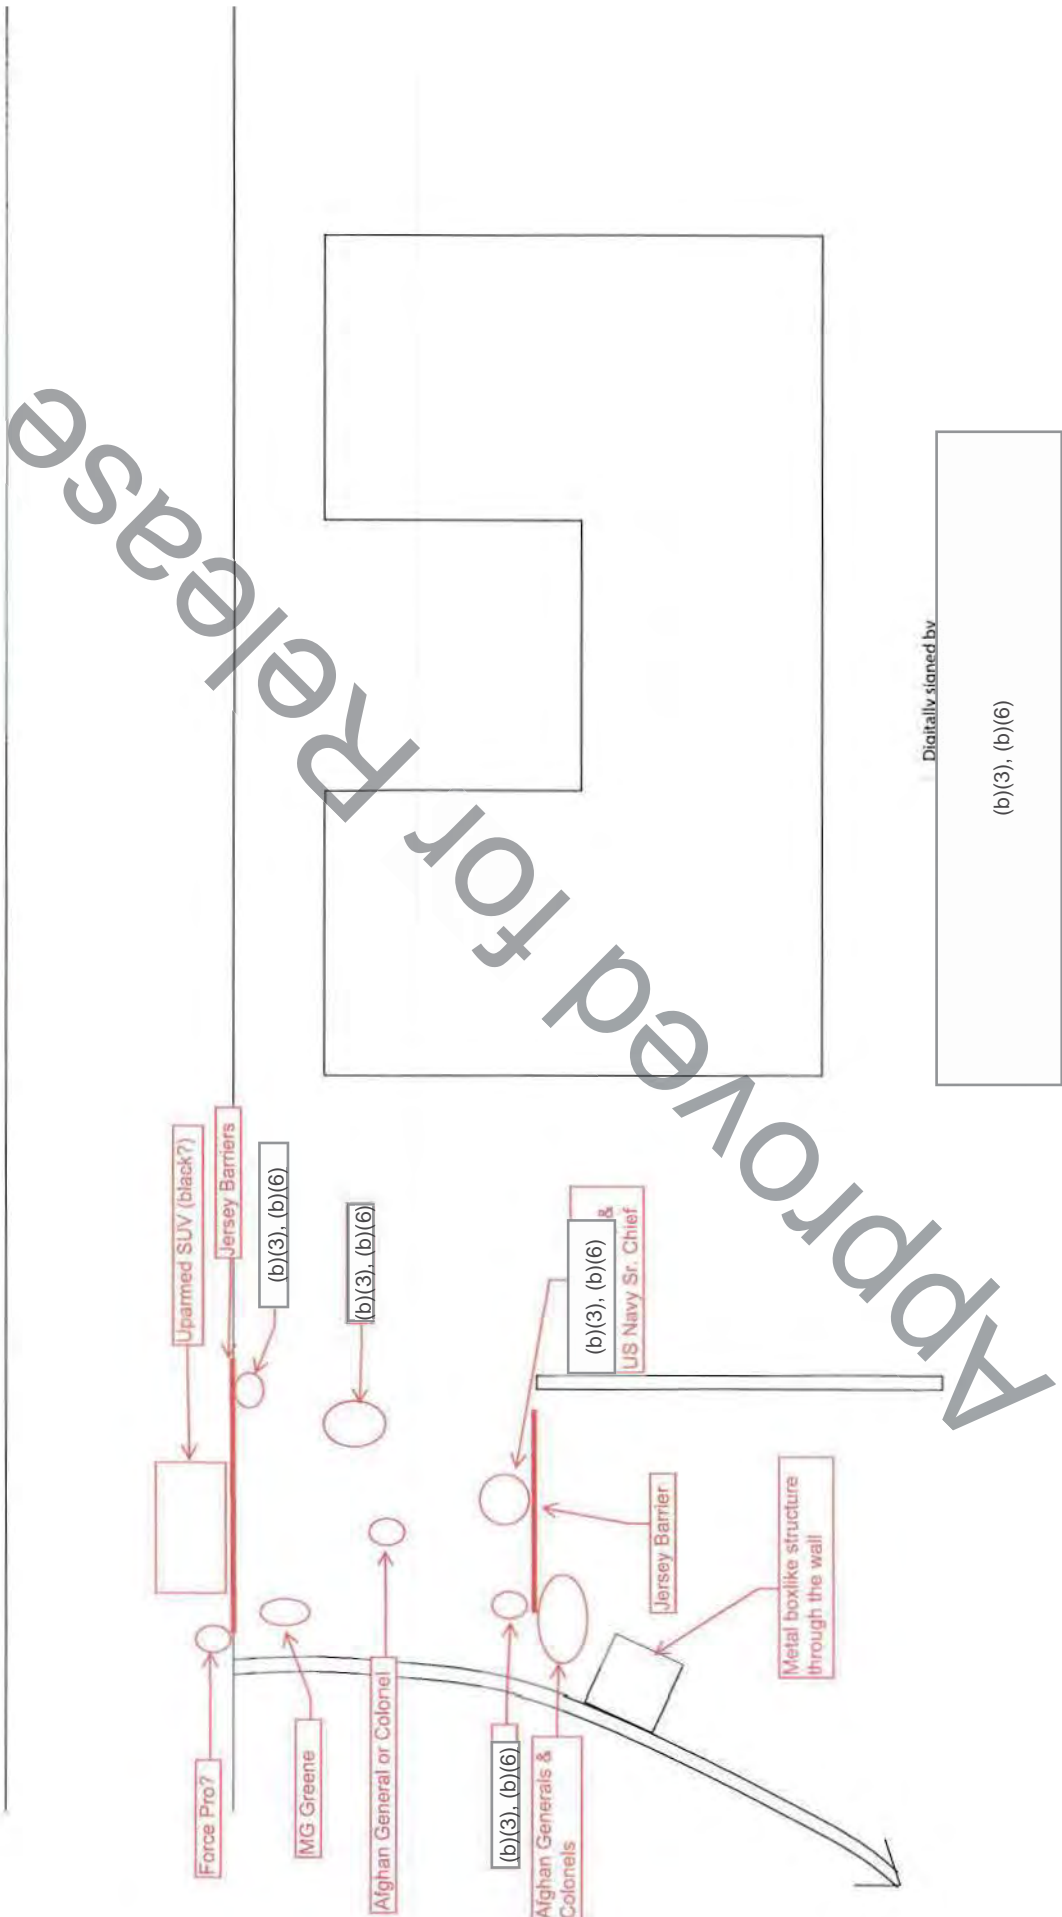 Uparmed SUV (black?)
Jersey Barriers
(b)(3), (b)(6)
(b)(3), (b)(6)
(b)(3), (b)(6)
&
US Navy Sr. Chief
Force Pro?
MG Greene
Afghan General or Colonel
(b)(3), (b)(6)
Afghan Generals &
Colonels
Jersey Barrier
Metal boxlike structure
through the wall
Digitally signed by
(b)(3), (b)(6)
Approved for Release